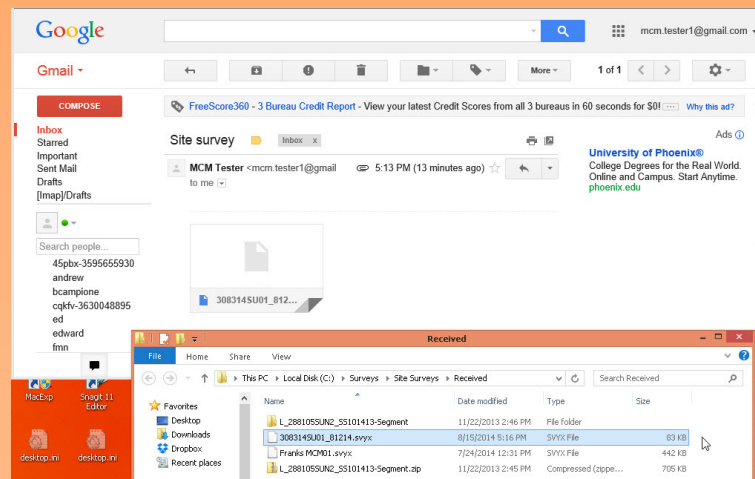 Google
mcm.tester1@gmail.com
Gmail
More
1 of 1
COMPOSE
FreeScore360 - 3 Bureau Credit Report - View your latest Credit Scores from all 3 bureaus in 60 seconds for $0! Why this ad?
Inbox
Starred
Important
Sent Mail
Drafts
[Imap]/Drafts
Search people...
45pbx-3595655930
andrew
bcampione
cqkfv-3630048895
ed
edward
fmn
Site survey Inbox x
MCM Tester <mcm.tester1@gmail 5:13 PM (13 minutes ago)
to me
308314SU01_812...
Ads
University of Phoenix®
College Degrees for the Real World.
Online and Campus. Start Anytime.
phoenix.edu
MacExp
Snagit 11
Editor
desktop.ini
desktop.ini
Received
File Home Share View
This PC Local Disk (C:) Surveys Site Surveys Received
Search Received
Favorites
Desktop
Downloads
Dropbox
Recent places
Name Date modified Type Size
L_288105SUN2_S5101413-Segment 11/22/2013 2:46 PM File folder
308314SU01_81214.svyx 8/15/2014 5:16 PM SVYX File 83 KB
Franks MCM01.svyx 7/24/2014 12:31 PM SVYX File 442 KB
L_288105SUN2_S5101413-Segment.zip 11/22/2013 2:45 PM Compressed (zippe... 705 KB